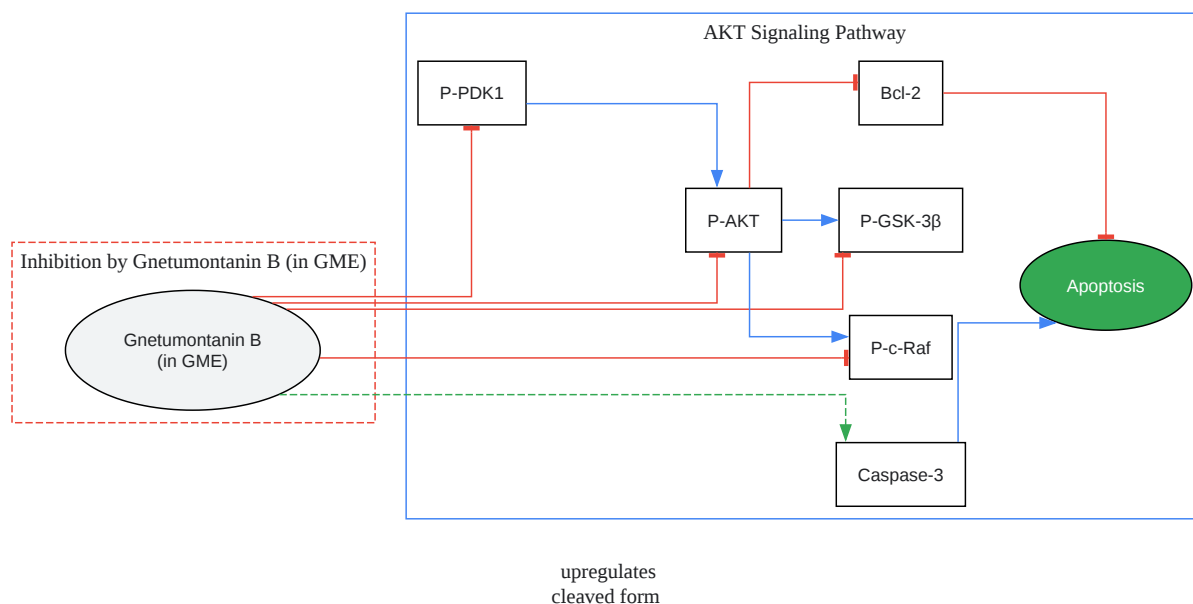 AKT Signaling Pathway
P-PDK1
Bcl-2
P-AKT
P-GSK-3β
Inhibition by Gnetumontanin B (in GME)
Apoptosis
Gnetumontanin B
(in GME)
P-c-Raf
Caspase-3
upregulates
cleaved form